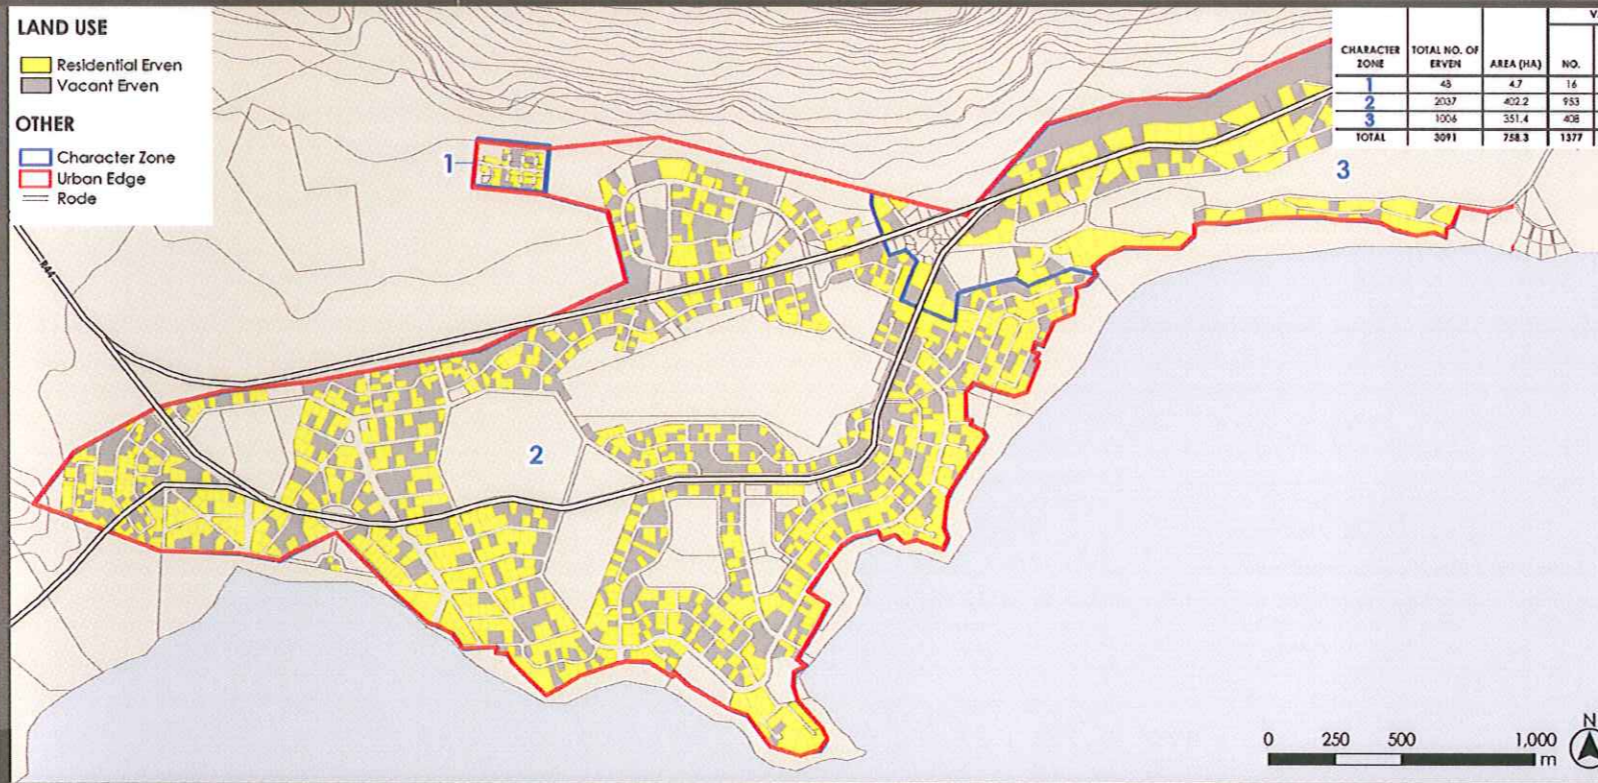 LAND USE
Residential Erven
Vacant Erven
OTHER
Character Zone
Urban Edge
Rode
CHARACTER ZONE TOTAL NO. OF ERVEN AREA (HA) NO.
1 48 4.7 16
2 2037 402.2 953
3 1006 351.4 408
TOTAL 3091 758.3 1377
1
2
3
R44
0 250 500 1,000
m
N